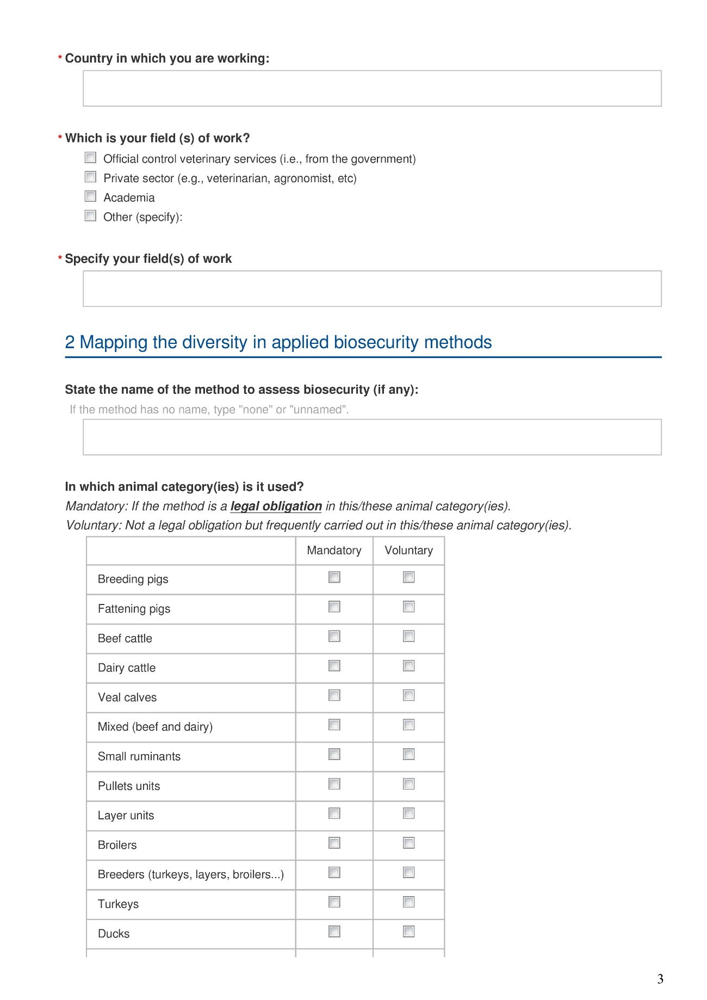 * Country in which you are working:
* Which is your field (s) of work?
Official control veterinary services (i.e., from the government)
Private sector (e.g., veterinarian, agronomist, etc)
Academia
Other (specify):
* Specify your field(s) of work
2 Mapping the diversity in applied biosecurity methods
State the name of the method to assess biosecurity (if any):
If the method has no name, type "none" or "unnamed".
In which animal category(ies) is it used?
Mandatory: If the method is a legal obligation in this/these animal category(ies).
Voluntary: Not a legal obligation but frequently carried out in this/these animal category(ies).
Mandatory Voluntary
Breeding pigs
Fattening pigs
Beef cattle
Dairy cattle
Veal calves
Mixed (beef and dairy)
Small ruminants
Pullets units
Layer units
Broilers
Breeders (turkeys, layers, broilers...)
Turkeys
Ducks
3